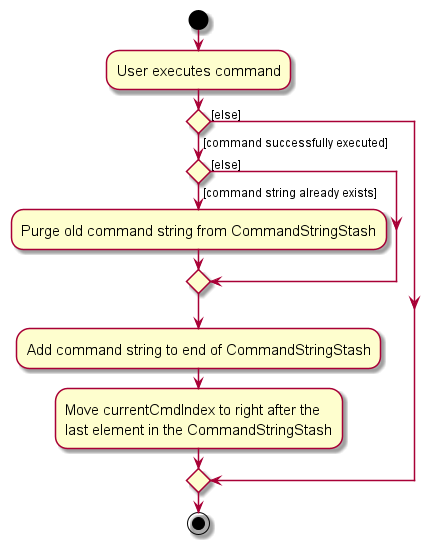 User executes command
[else]
[command successfully executed]
[else]
[command string already exists]
Purge old command string from CommandStringStash
Add command string to end of CommandStringStash
Move currentCmdIndex to right after the
last element in the CommandStringStash